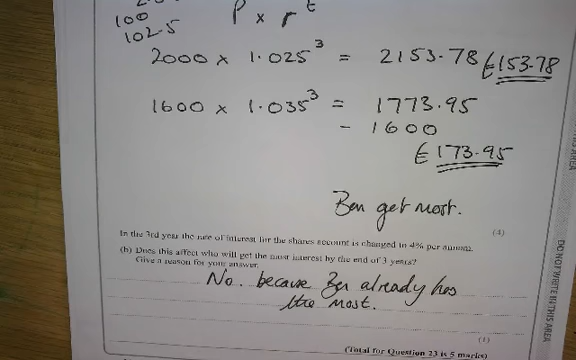 100
102.5
P x r^t
2000 x 1.025³ = 2153.78 £153.78
1600 x 1.035³ = 1773.95
- 1600
£173.95
Ben get most.
(4)
In the 3rd year the rate of interest for the shares account is changed to 4% per annum.
(b) Does this affect who will get the most interest by the end of 3 years?
Give a reason for your answer.
No. because Ben already has
the most.
(1)
(Total for Question 23 is 5 marks)
DO NOT WRITE IN THIS AREA